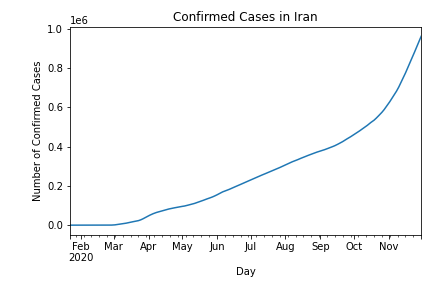 Confirmed Cases in Iran
1e6
1.0
0.8
0.6
0.4
0.2
0.0
Number of Confirmed Cases
Feb Mar Apr May Jun Jul Aug Sep Oct Nov
2020
Day